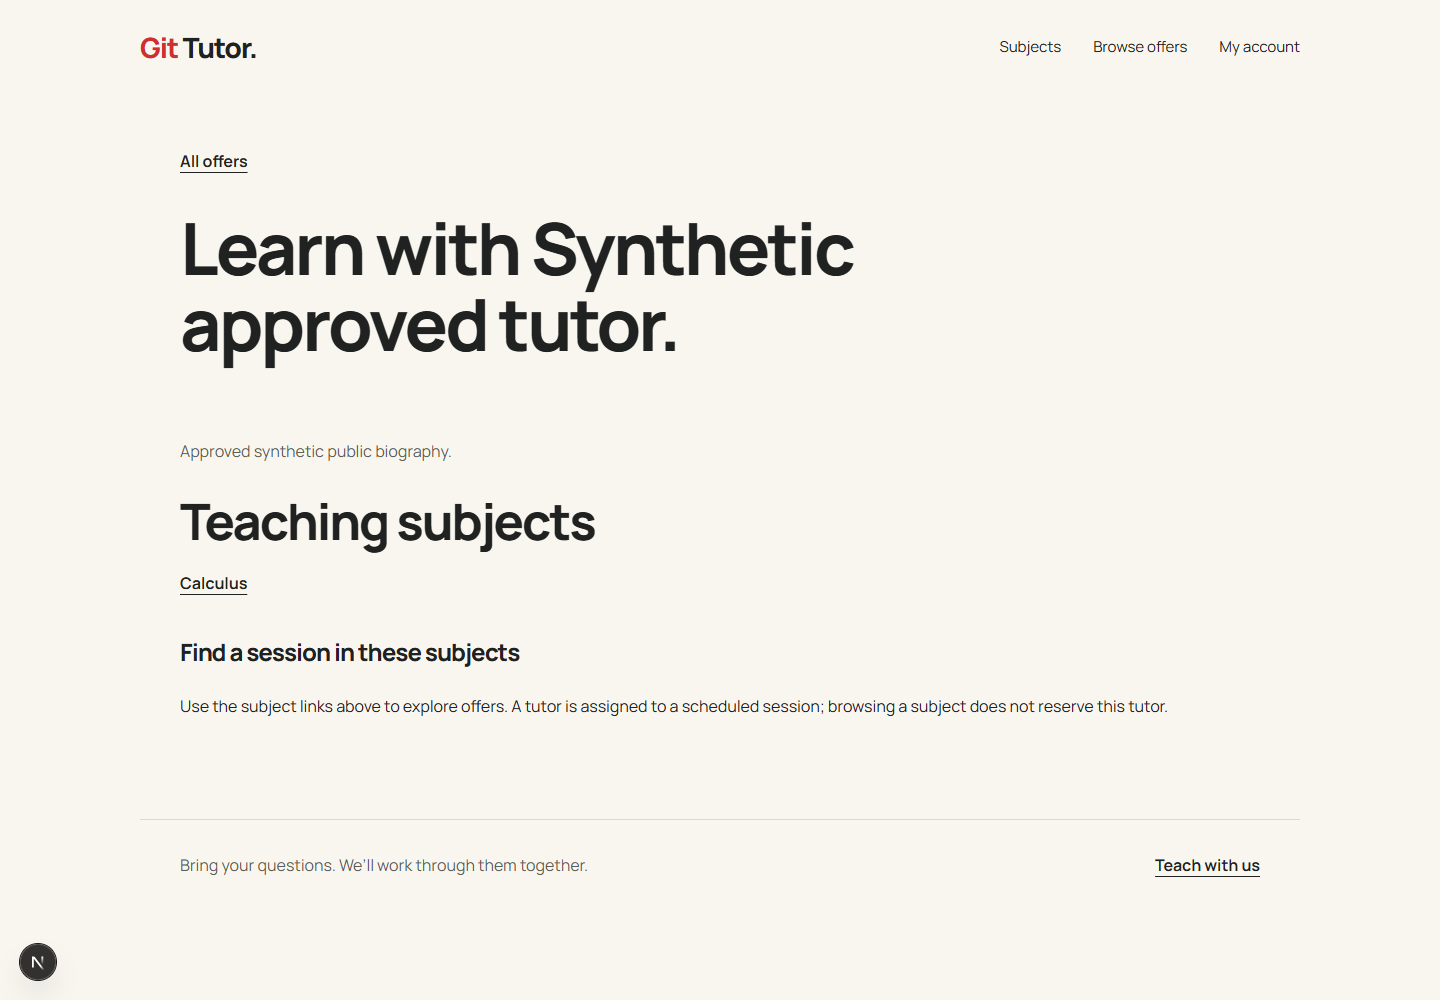 Git Tutor.
Subjects
Browse offers
My account
All offers
Learn with Synthetic
approved tutor.
Approved synthetic public biography.
Teaching subjects
Calculus
Find a session in these subjects
Use the subject links above to explore offers. A tutor is assigned to a scheduled session; browsing a subject does not reserve this tutor.
Bring your questions. We’ll work through them together.
Teach with us
N